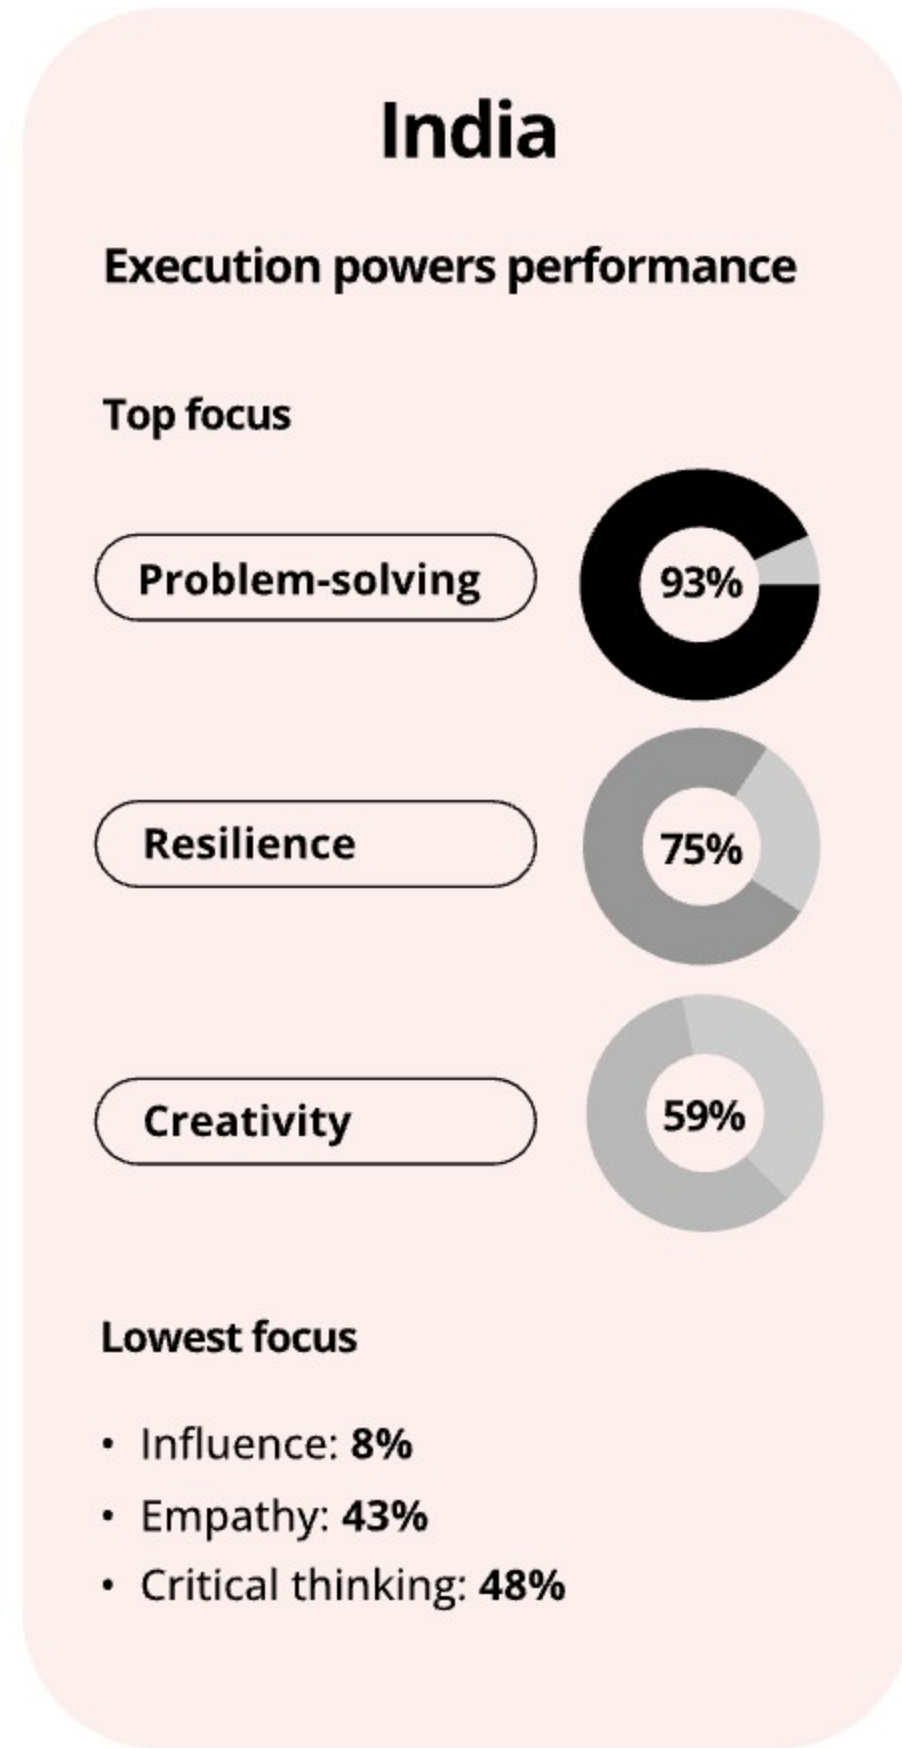 India
Execution powers performance
Top focus
Problem-solving
93%
Resilience
75%
Creativity
59%
Lowest focus
• Influence: 8%
• Empathy: 43%
• Critical thinking: 48%